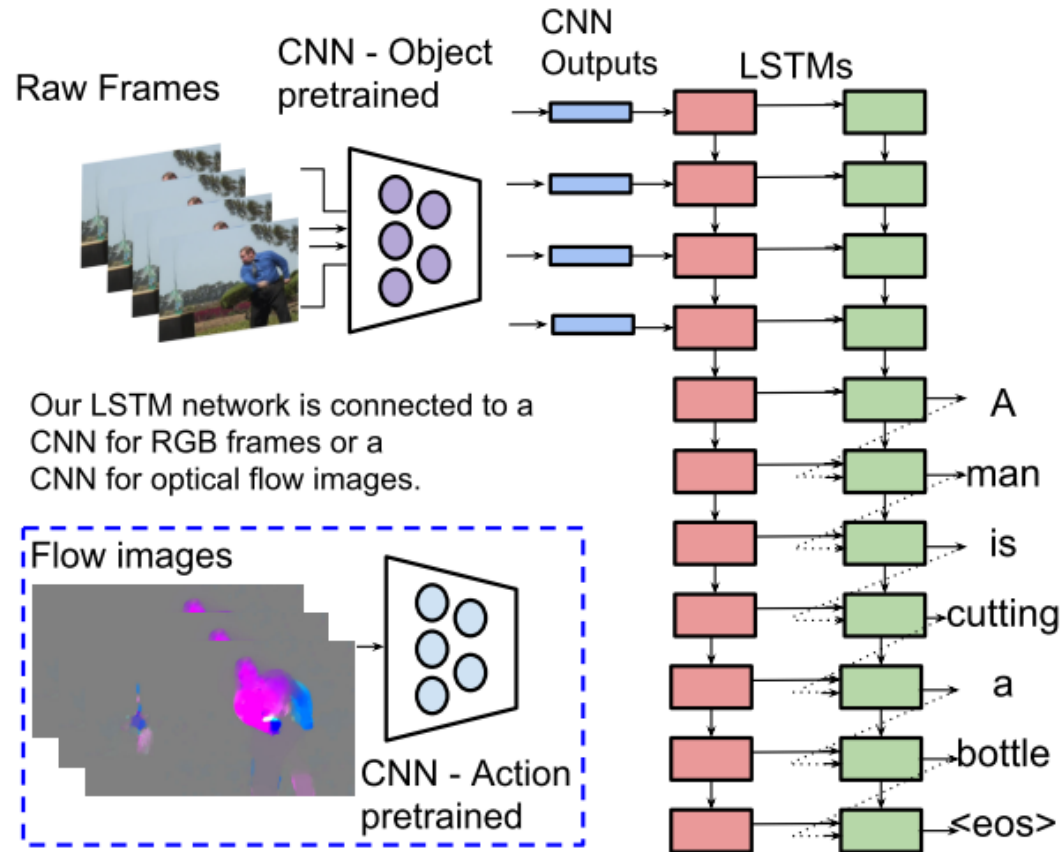 Raw Frames
CNN - Object
pretrained
CNN
Outputs
LSTMs
Our LSTM network is connected to a
CNN for RGB frames or a
CNN for optical flow images.
Flow images
CNN - Action
pretrained
A
man
is
cutting
a
bottle
<eos>